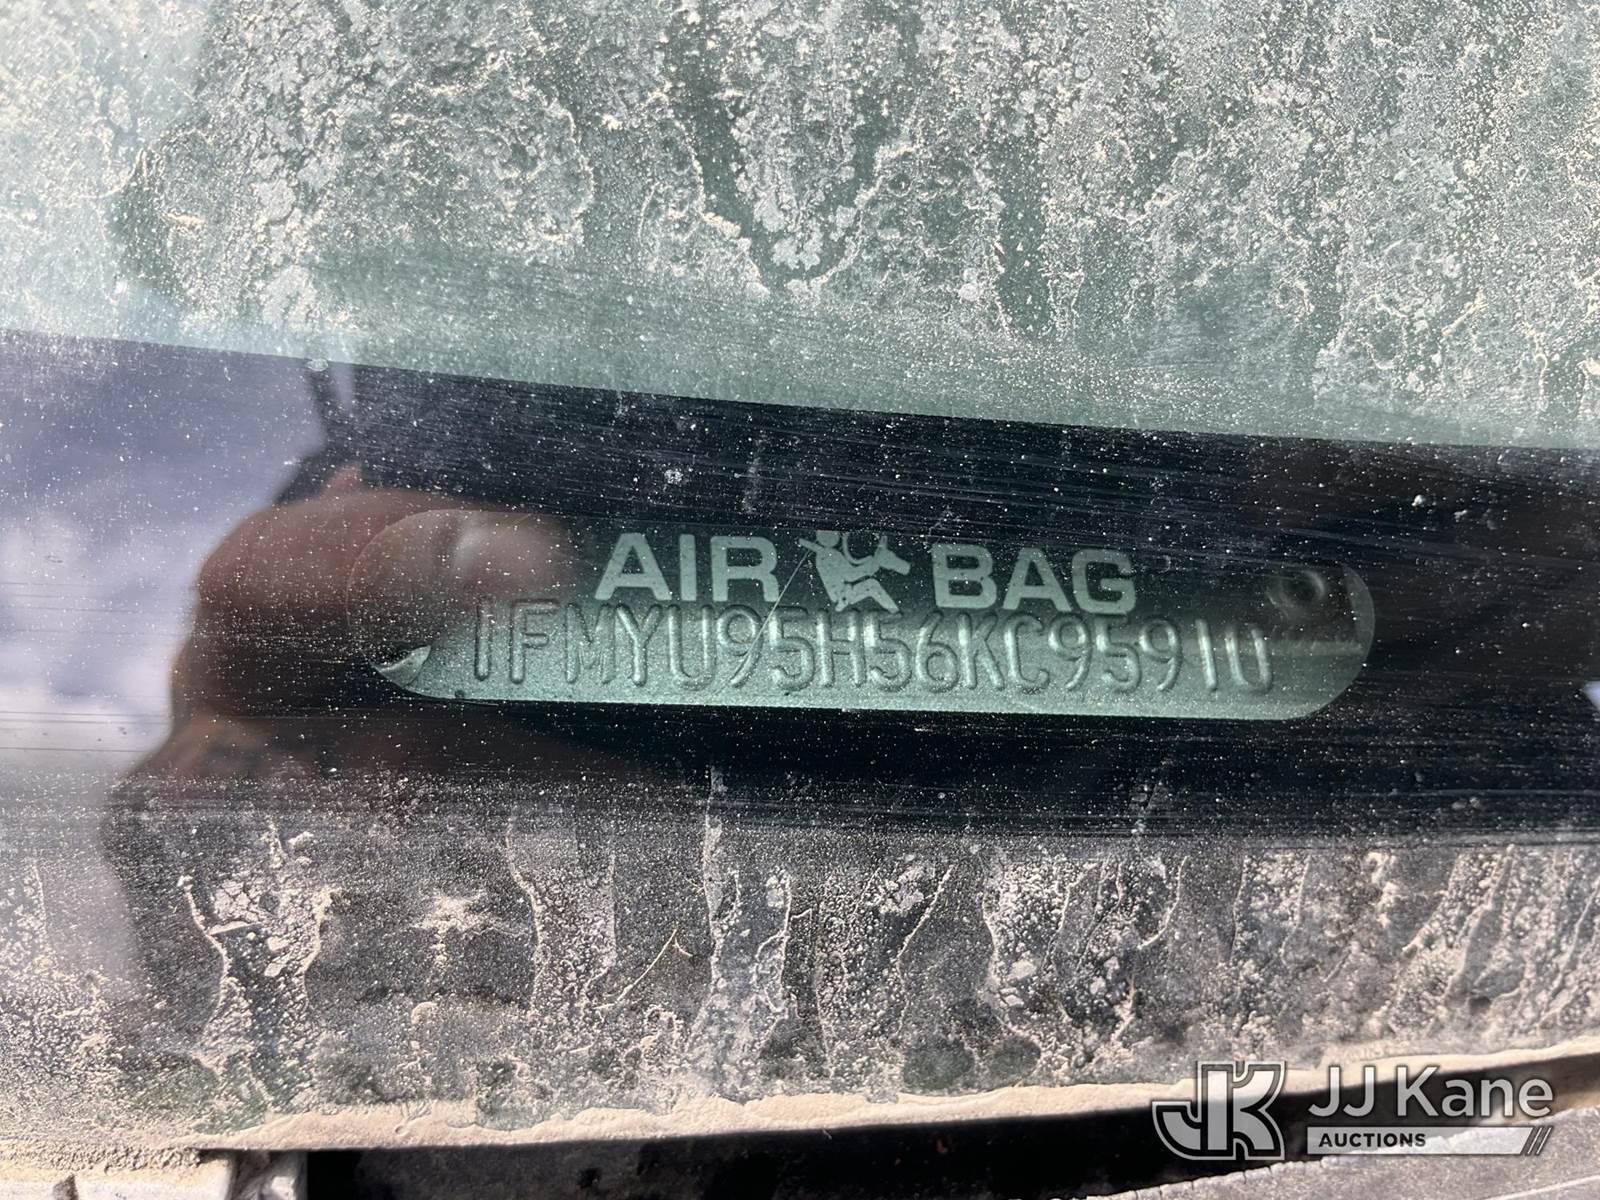 AIR BAG
1FMYU95H56KC95910
JJ Kane
AUCTIONS